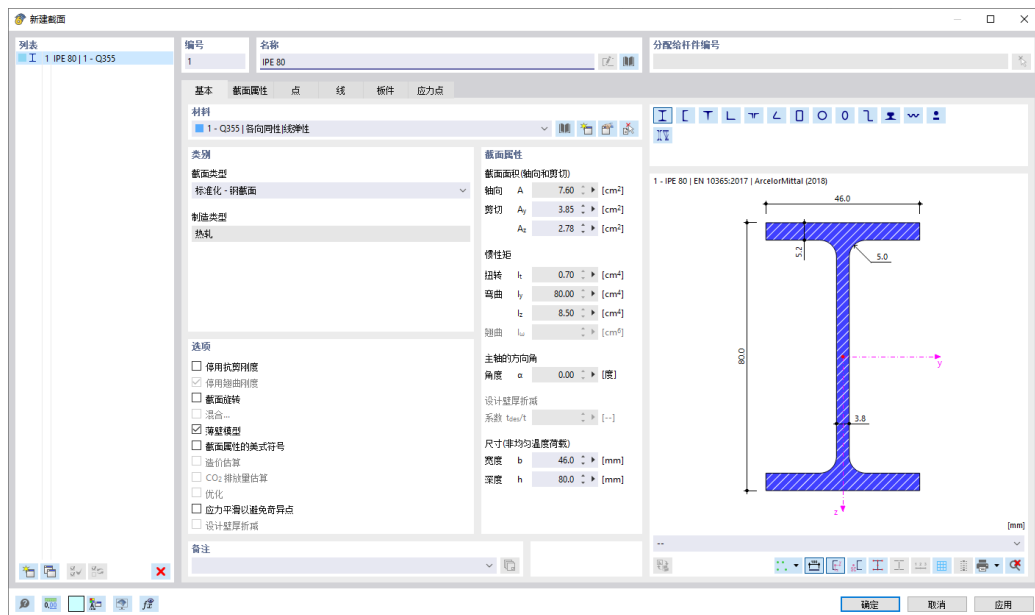 新建截面
列表
1 IPE 80 | 1 - Q355
编号
1
名称
IPE 80
分配给杆件编号
基本 截面属性 点 线 板件 应力点
材料
1 - Q355 | 各向同性|线弹性
类别
截面类型
标准化 - 钢截面
制造类型
热轧
选项
停用抗剪刚度
停用翘曲刚度
截面旋转
混合...
薄壁模型
截面属性的美式符号
造价估算
CO2 排放量估算
优化
应力平滑以避免奇异点
设计壁厚折减
截面属性
截面面积(轴向和剪切)
轴向 A 7.60 [cm2]
剪切 Ay 3.85 [cm2]
Az 2.78 [cm2]
惯性矩
扭转 It 0.70 [cm4]
弯曲 Iy 80.00 [cm4]
Iz 8.50 [cm4]
翘曲 Iω [cm6]
主轴的方向角
角度 α 0.00 [度]
设计壁厚折减
系数 tdes/t [--]
尺寸(非均匀温度荷载)
宽度 b 46.0 [mm]
深度 h 80.0 [mm]
备注
1 - IPE 80 | EN 10365:2017 | ArcelorMittal (2018)
46.0
5.2
5.0
80.0
y
3.8
z
[mm]
--
确定 取消 应用